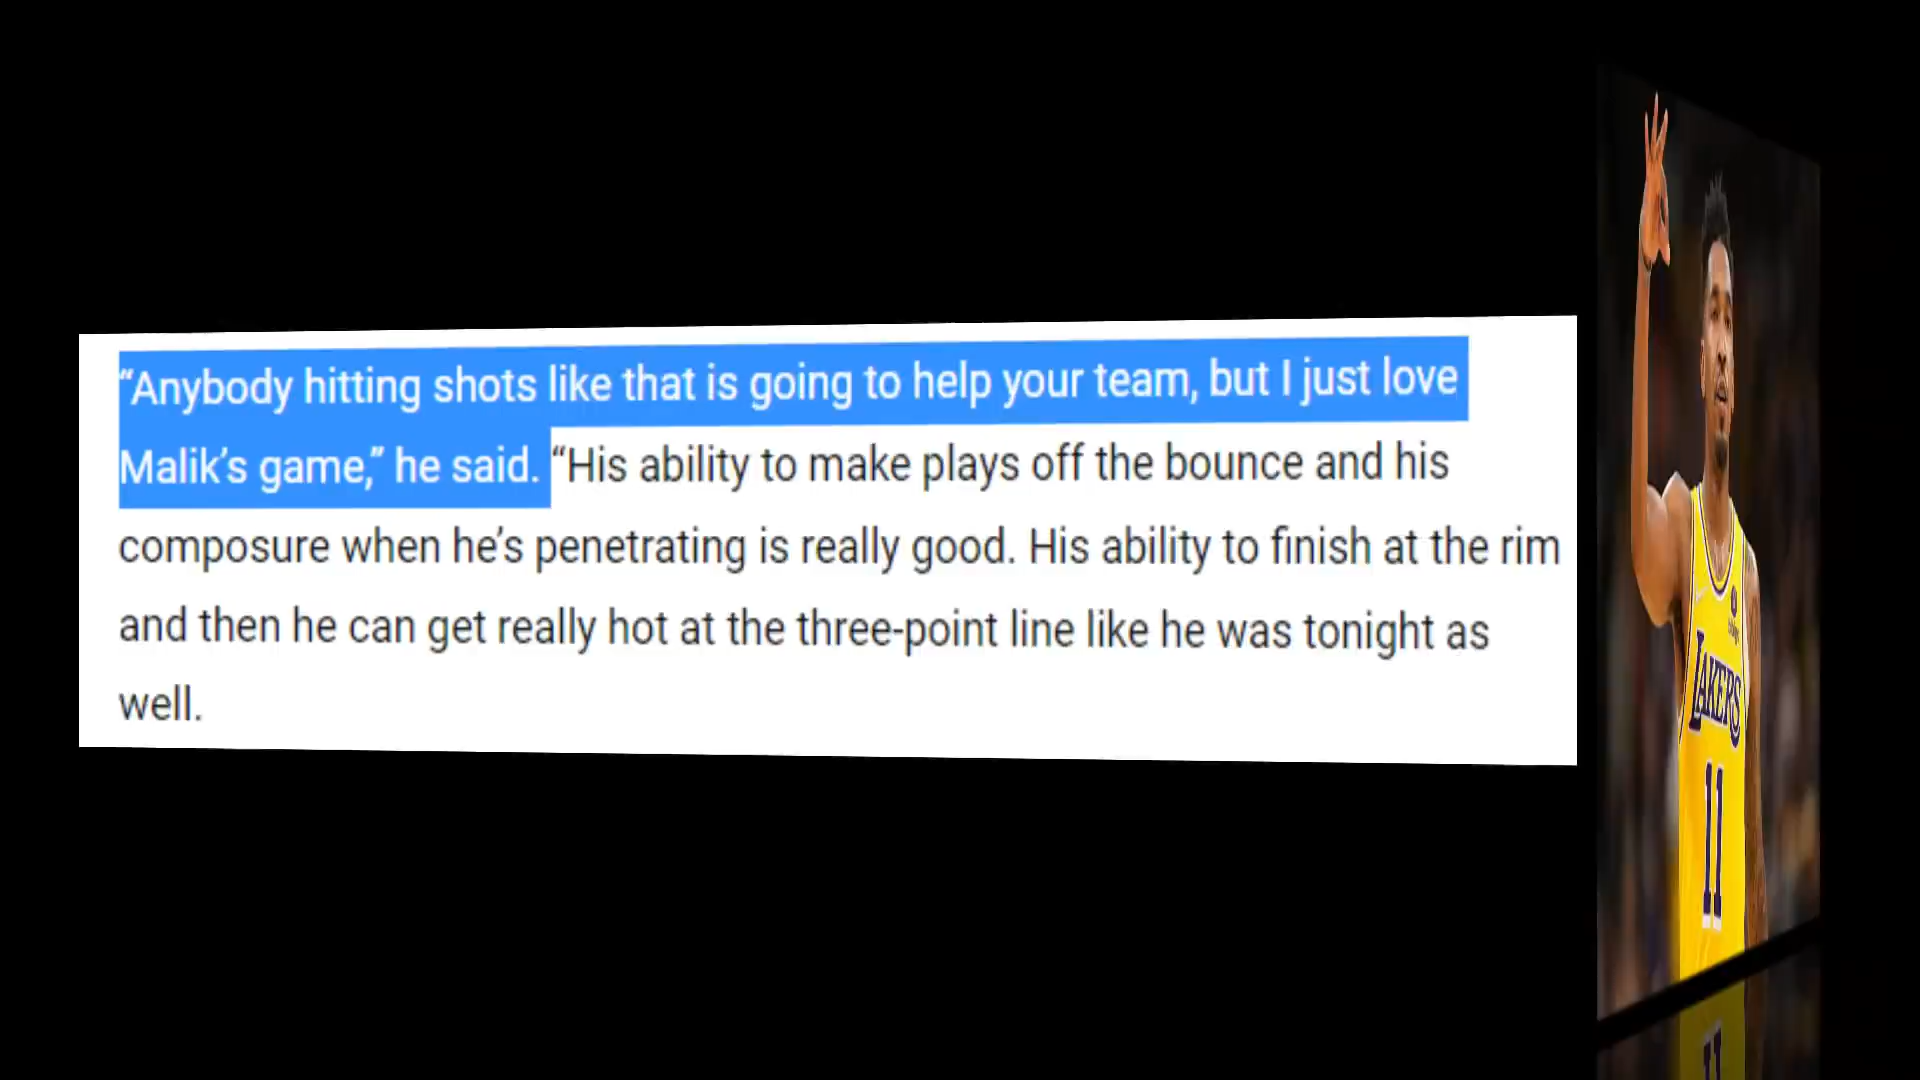 “Anybody hitting shots like that is going to help your team, but I just love
Malik’s game,” he said. “His ability to make plays off the bounce and his
composure when he’s penetrating is really good. His ability to finish at the rim
and then he can get really hot at the three-point line like he was tonight as
well.
LAKERS
11
11